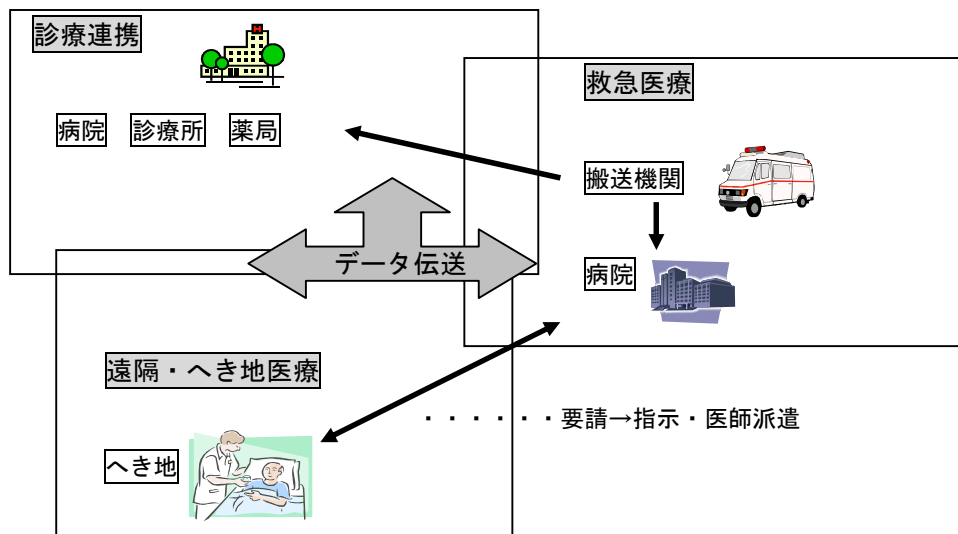 診療連携
病院
診療所
薬局
救急医療
搬送機関
病院
データ伝送
遠隔・へき地医療
・・・・・・要請→指示・医師派遣
へき地